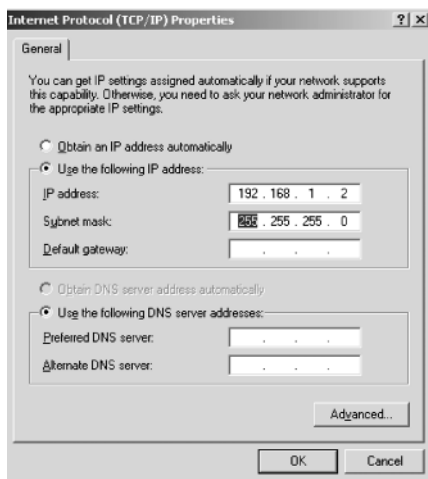 Internet Protocol (TCP/IP) Properties
? X
General
You can get IP settings assigned automatically if your network supports
this capability. Otherwise, you need to ask your network administrator for
the appropriate IP settings.
Obtain an IP address automatically
Use the following IP address:
IP address: 192 . 168 . 1 . 2
Subnet mask: 255 . 255 . 255 . 0
Default gateway: . . .
Obtain DNS server address automatically
Use the following DNS server addresses:
Preferred DNS server: . . .
Alternate DNS server: . . .
Advanced...
OK Cancel